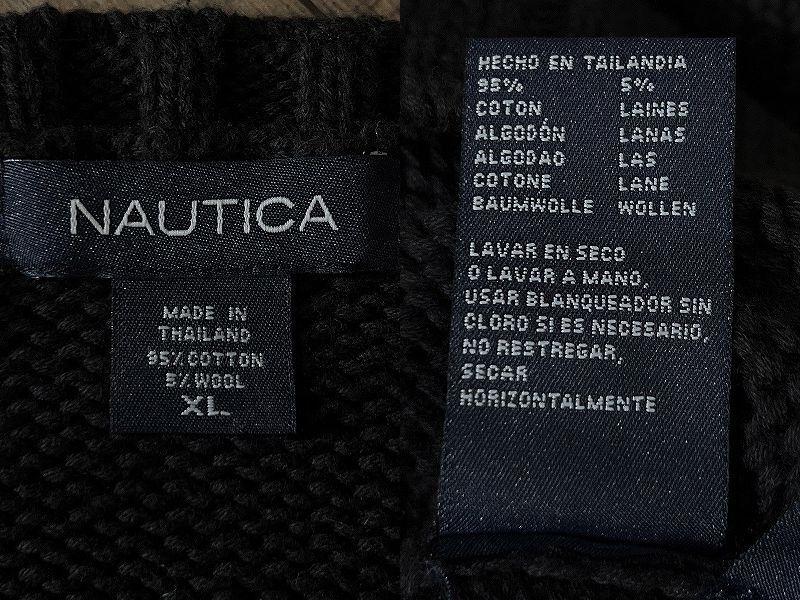 NAUTICA
MADE IN
THAILAND
95% COTTON
5% WOOL
XL
HECHO EN TAILANDIA
95% 5%
COTON LAINES
ALGODÓN LANAS
ALGODAO LAS
COTONE LANE
BAUMWOLLE WOLLEN
LAVAR EN SECO
O LAVAR A MANO,
USAR BLANQUEADOR SIN
CLORO SI ES NECESARIO,
NO RESTREGAR,
SECAR
HORIZONTALMENTE